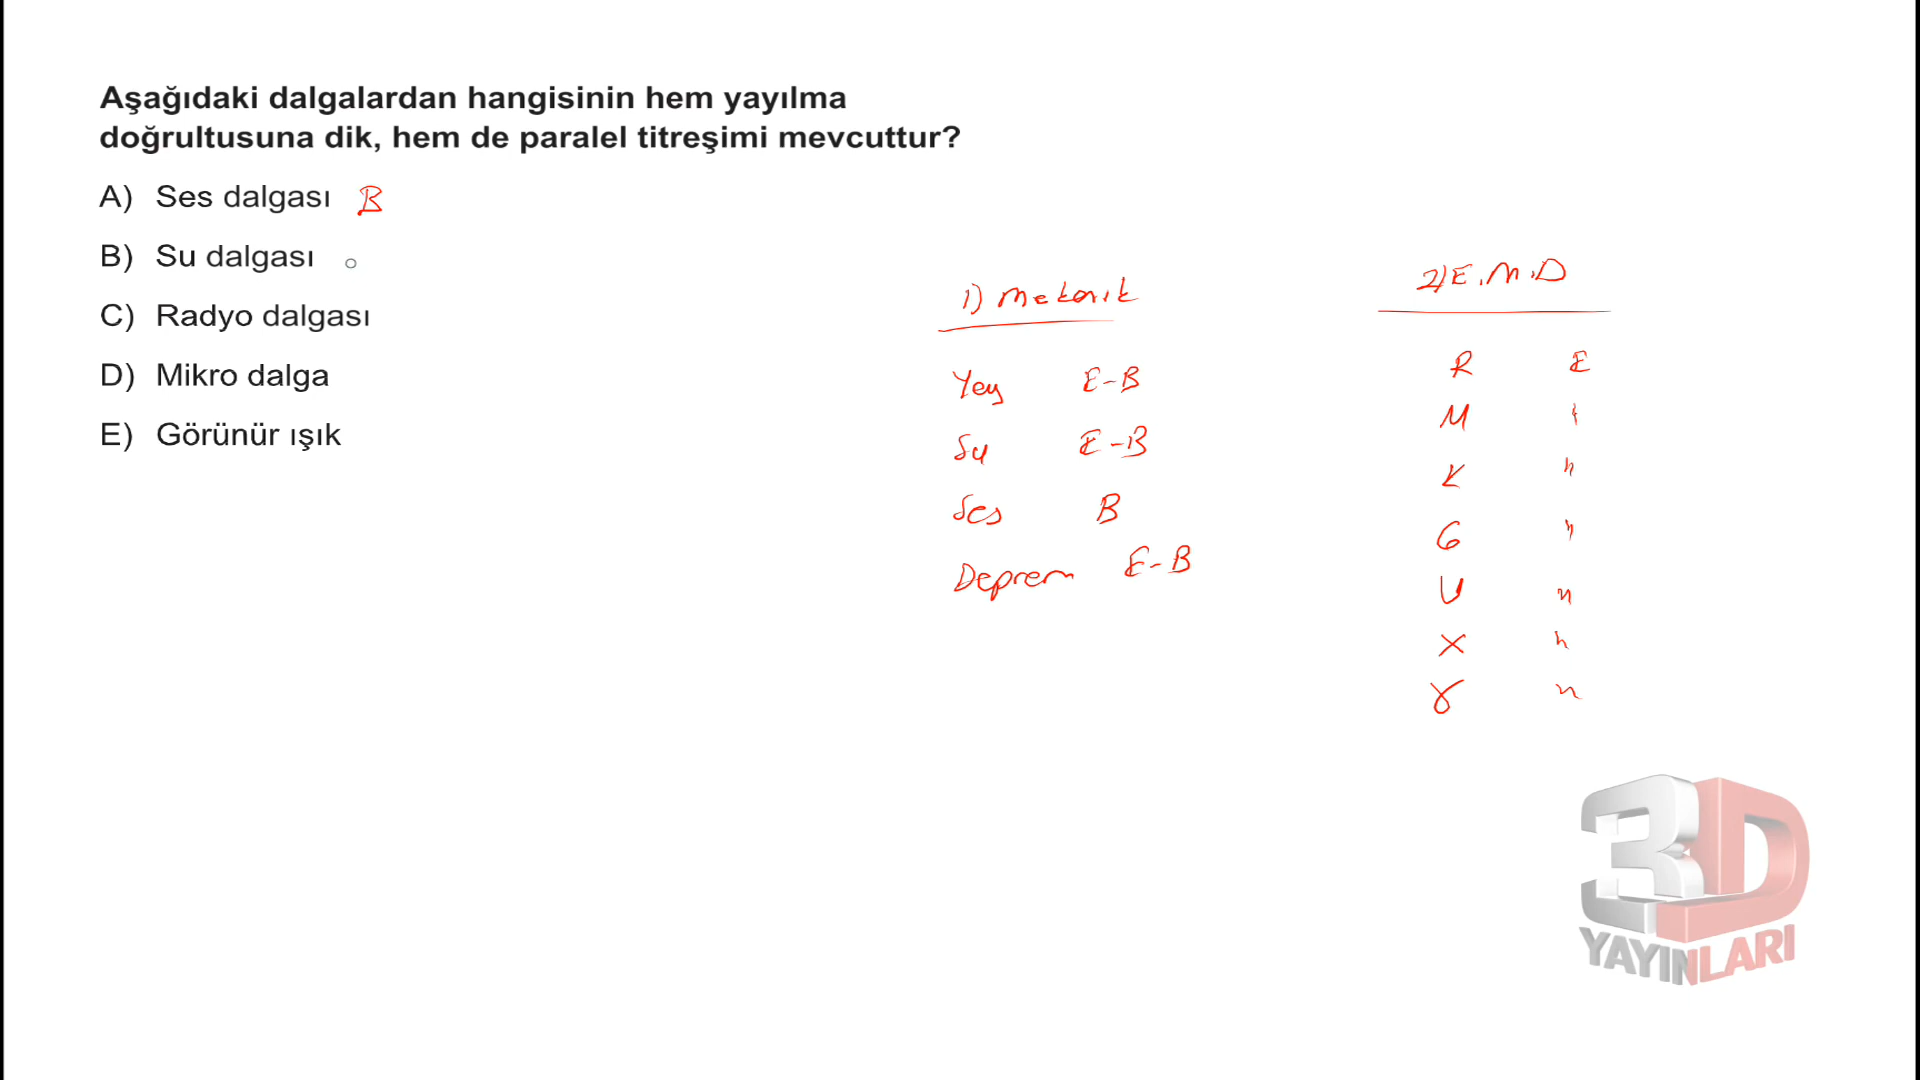 Aşağıdaki dalgalardan hangisinin hem yayılma
doğrultusuna dik, hem de paralel titreşimi mevcuttur?
A) Ses dalgası B
B) Su dalgası
C) Radyo dalgası
D) Mikro dalga
E) Görünür ışık
1) Mekanik
Yay E-B
Su E-B
Ses B
Deprem E-B
2) E.M.D
R E
M "
K "
G "
U "
X "
γ "
3D
YAYINLARI